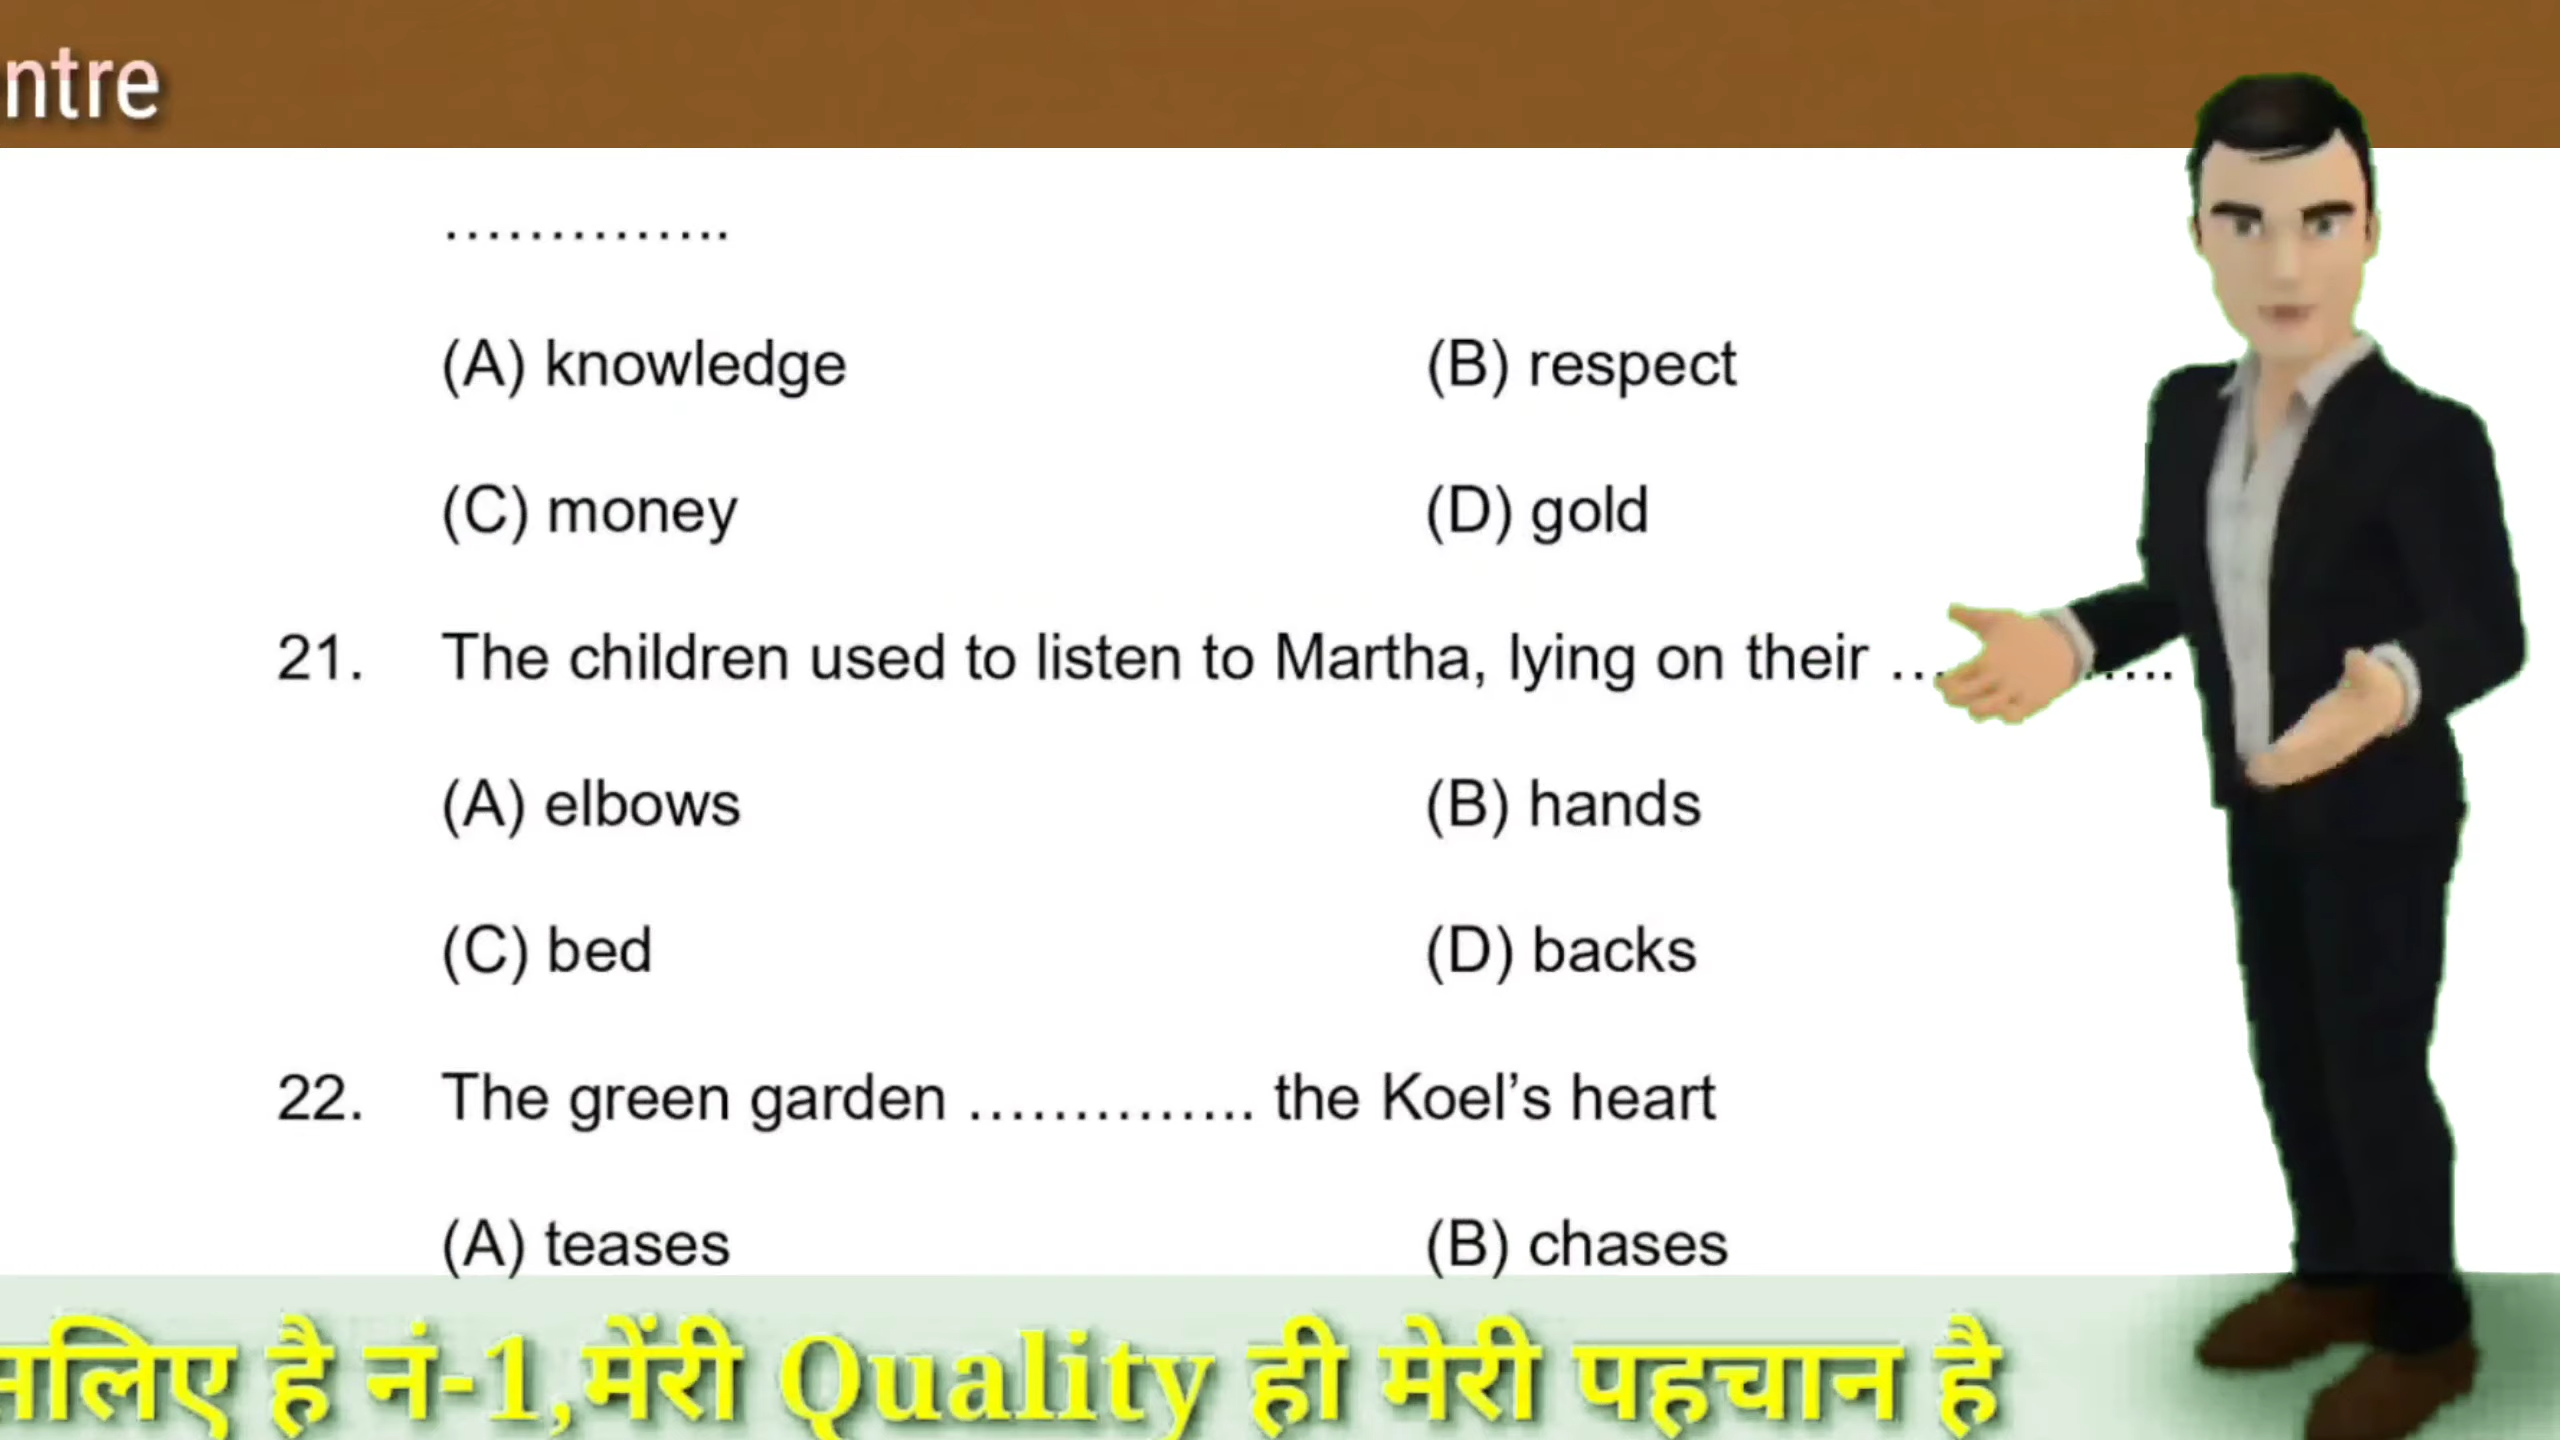 ntre
..............
(A) knowledge (B) respect
(C) money (D) gold
21. The children used to listen to Martha, lying on their ..............
(A) elbows (B) hands
(C) bed (D) backs
22. The green garden .............. the Koel’s heart
(A) teases (B) chases
है नं-1,मेंरी Quality ही मेरी पहचान है